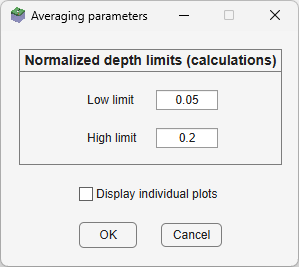 Averaging parameters
Normalized depth limits (calculations)
Low limit 0.05
High limit 0.2
Display individual plots
OK Cancel